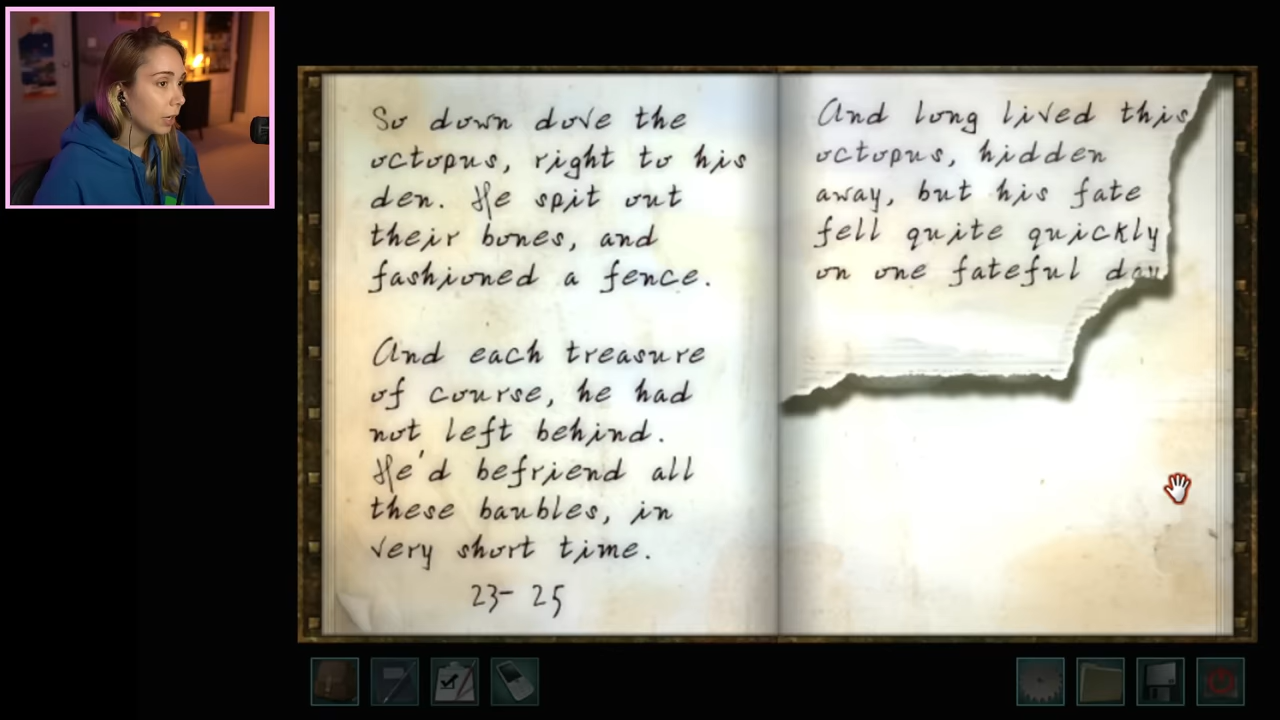 So down dove the
octopus, right to his
den. He spit out
their bones, and
fashioned a fence.
And each treasure
of course, he had
not left behind.
He'd befriend all
these baubles, in
very short time.
23- 25
And long lived this
octopus, hidden
away, but his fate
fell quite quickly
on one fateful day